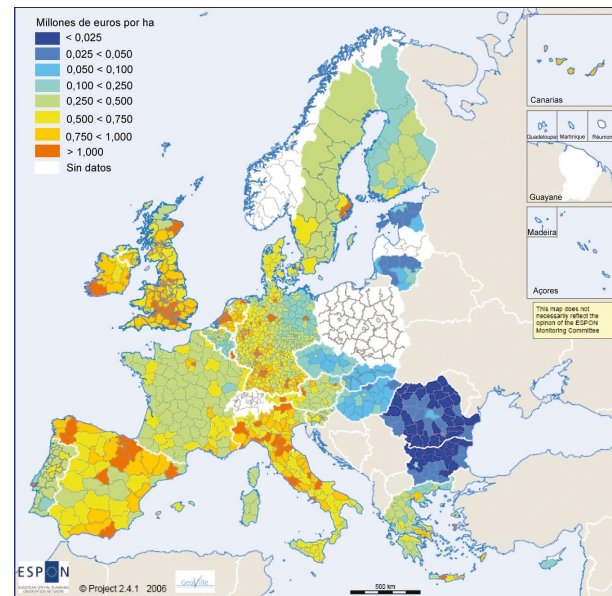 Millones de euros por ha
< 0,025
0,025 < 0,050
0,050 < 0,100
0,100 < 0,250
0,250 < 0,500
0,500 < 0,750
0,750 < 1,000
> 1,000
Sin datos
Canarias
Guadeloupe Martinique Réunion
Guayane
Madeira
Açores
This map does not
necessarily reflect the
opinion of the ESPON
Monitoring Committee
ESPON
© Project 2.4.1 2006
500 km